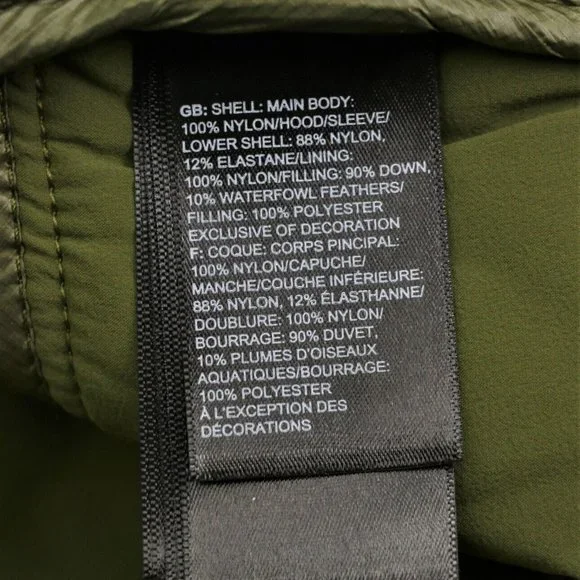 GB: SHELL: MAIN BODY:
100% NYLON/HOOD/SLEEVE/
LOWER SHELL: 88% NYLON,
12% ELASTANE/LINING:
100% NYLON/FILLING: 90% DOWN,
10% WATERFOWL FEATHERS/
FILLING: 100% POLYESTER
EXCLUSIVE OF DECORATION
F: COQUE: CORPS PINCIPAL:
100% NYLON/CAPUCHE/
MANCHE/COUCHE INFÉRIEURE:
88% NYLON, 12% ÉLASTHANNE/
DOUBLURE: 100% NYLON/
BOURRAGE: 90% DUVET,
10% PLUMES D'OISEAUX
AQUATIQUES/BOURRAGE:
100% POLYESTER
À L'EXCEPTION DES
DÉCORATIONS